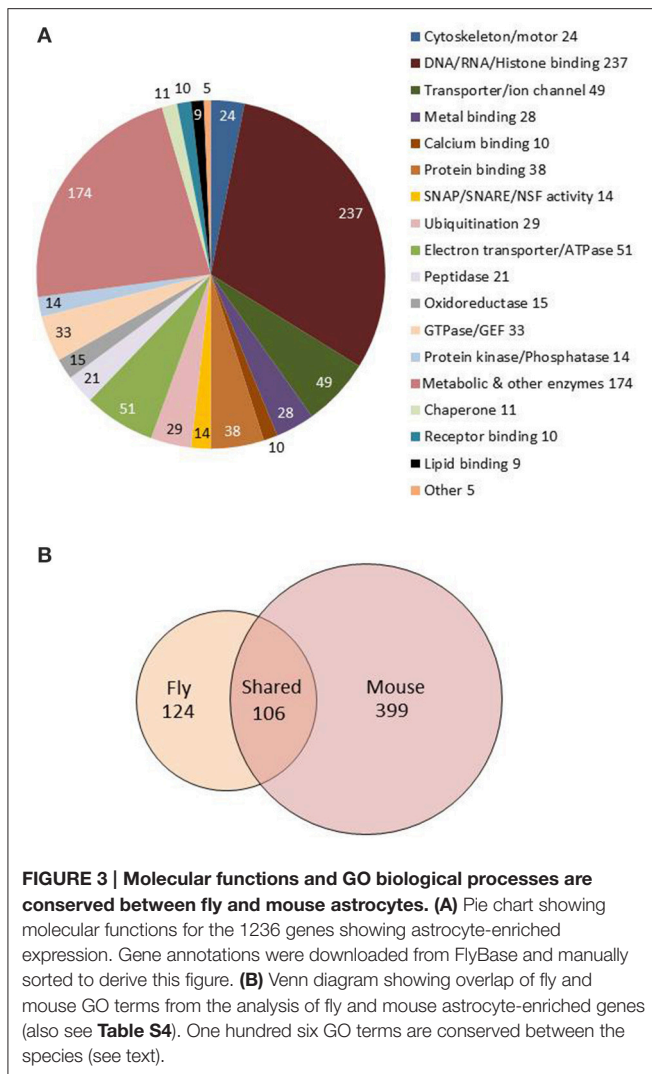 A
5
10
9
11
24
174
237
14
33
15
49
21
51
28
29
14
38
10
Cytoskeleton/motor 24
DNA/RNA/Histone binding 237
Transporter/ion channel 49
Metal binding 28
Calcium binding 10
Protein binding 38
SNAP/SNARE/NSF activity 14
Ubiquitination 29
Electron transporter/ATPase 51
Peptidase 21
Oxidoreductase 15
GTPase/GEF 33
Protein kinase/Phosphatase 14
Metabolic & other enzymes 174
Chaperone 11
Receptor binding 10
Lipid binding 9
Other 5
B
Fly
124
Shared
106
Mouse
399
FIGURE 3 | Molecular functions and GO biological processes are
conserved between fly and mouse astrocytes. (A) Pie chart showing
molecular functions for the 1236 genes showing astrocyte-enriched
expression. Gene annotations were downloaded from FlyBase and manually
sorted to derive this figure. (B) Venn diagram showing overlap of fly and
mouse GO terms from the analysis of fly and mouse astrocyte-enriched genes
(also see Table S4). One hundred six GO terms are conserved between the
species (see text).